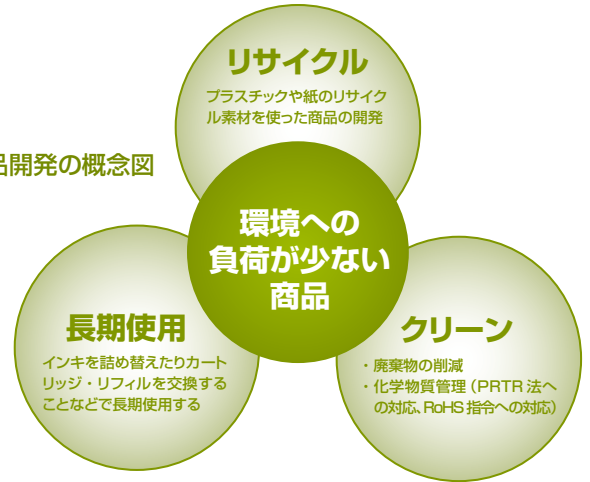 リサイクル
プラスチックや紙のリサイク
ル素材を使った商品の開発
品開発の概念図
環境への
負荷が少ない
商品
長期使用
インキを詰め替えたりカート
リッジ・リフィルを交換する
ことなどで長期使用する
クリーン
・廃棄物の削減
・化学物質管理（PRTR 法へ
の対応、RoHS 指令への対応）